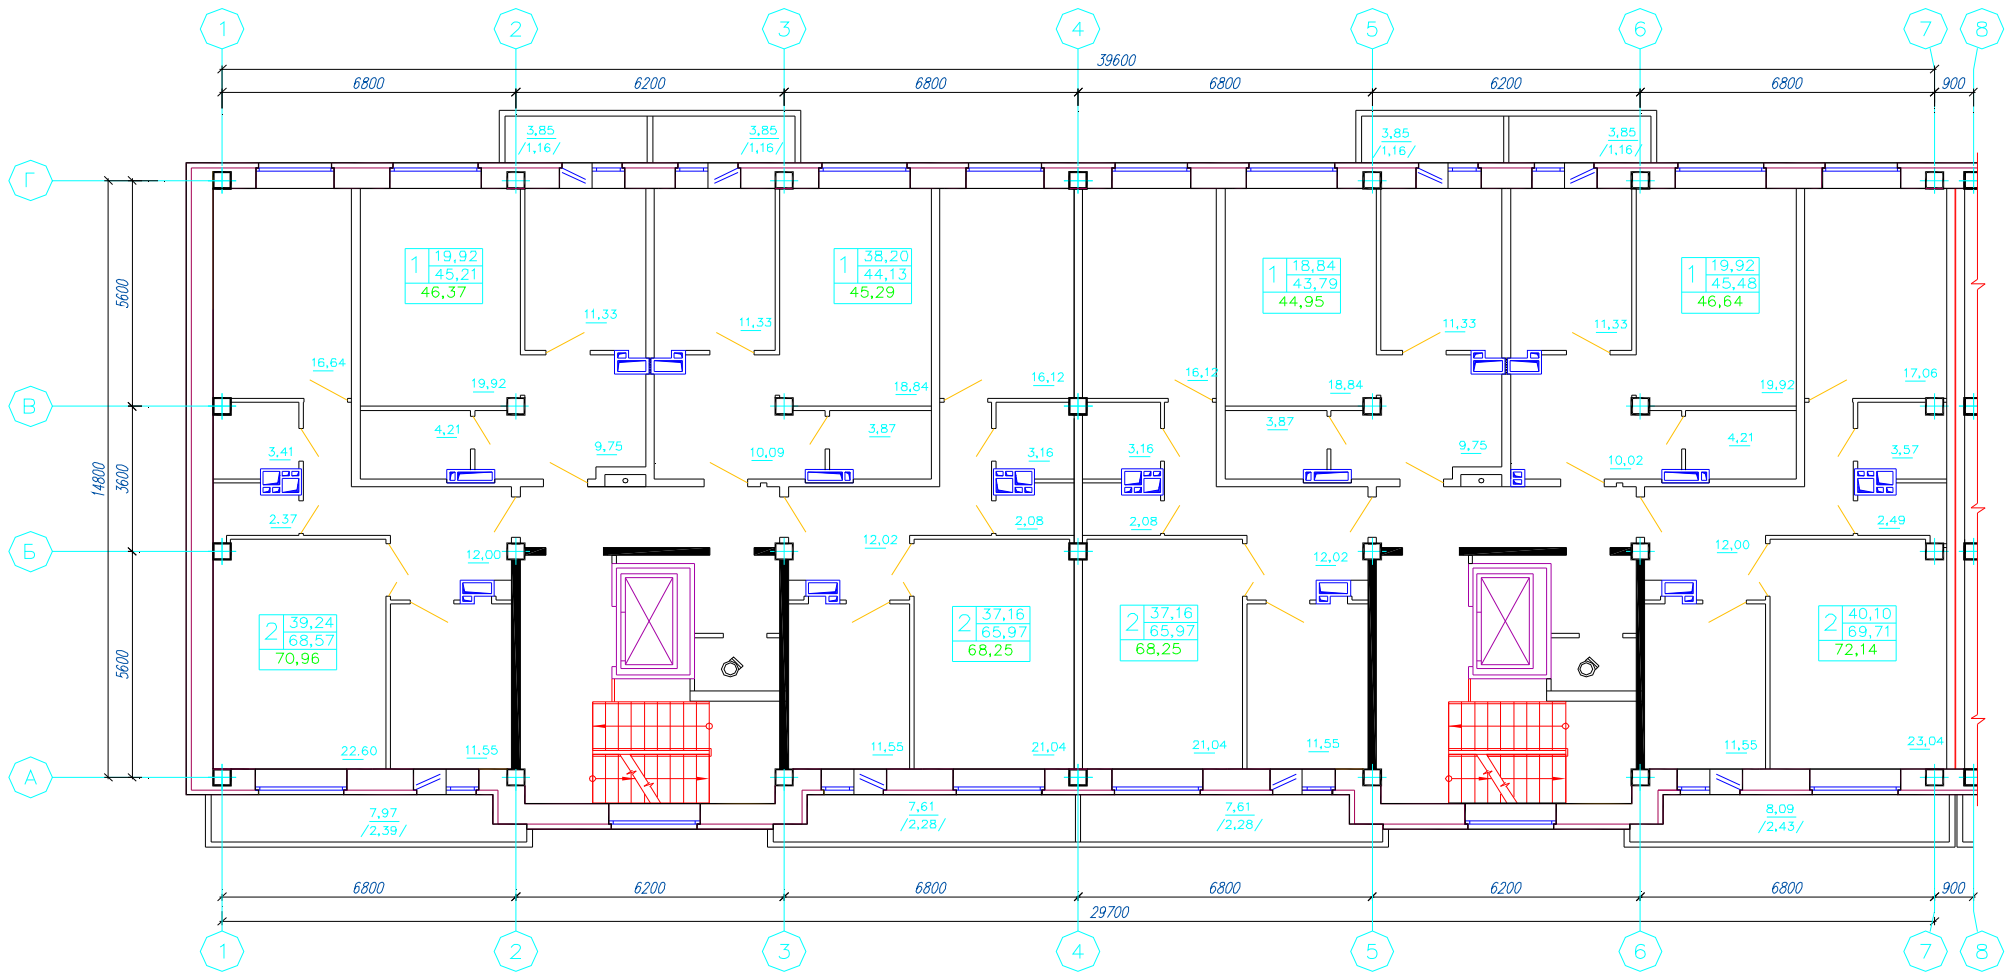 1 2 3 4 5 6 7 8
39600
6800 6200 6800 6800 6200 6800 900
3,85 3,85 3,85 3,85
/1,16/ /1,16/ /1,16/ /1,16/
Г
1 19,92 1 38,20 1 18,84 1 19,92
45,21 44,13 43,79 45,48
46,37 45,29 44,95 46,64
5600
11,33 11,33 11,33 11,33
16,64 19,92 18,84 16,12 16,12 18,84 19,92 17,06
В
4,21 3,87 3,87 4,21
3,41 9,75 10,09 3,16 3,16 9,75 10,02 3,57
14800 3600
2.37 2,08 2,08 2,49
Б
12,00 12,02 12,02 12,00
2 39,24 2 37,16 2 37,16 2 40,10
68,57 65,97 65,97 69,71
70,96 68,25 68,25 72,14
5600
22.60 11.55 11,55 21,04 21,04 11,55 11,55 23,04
А
7,97 7,61 7,61 8,09
/2,39/ /2,28/ /2,28/ /2,43/
6800 6200 6800 6800 6200 6800 900
29700
1 2 3 4 5 6 7 8